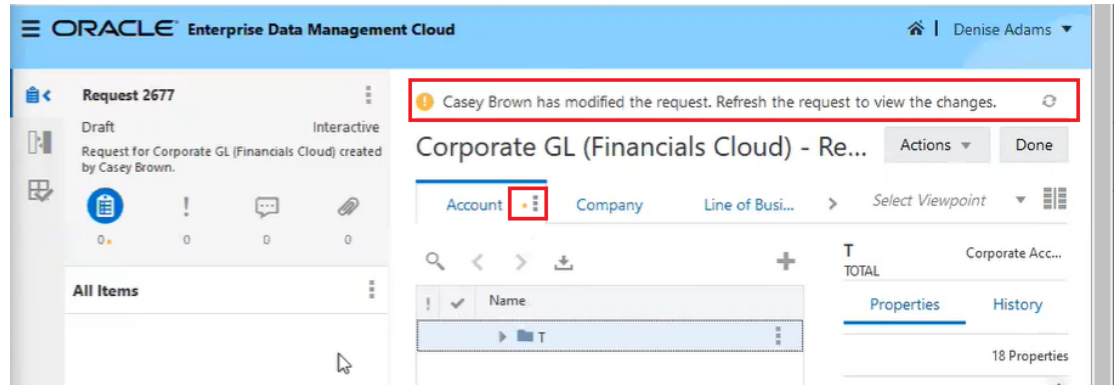 ORACLE Enterprise Data Management Cloud
Denise Adams
Request 2677
Draft Interactive
Request for Corporate GL (Financials Cloud) created
by Casey Brown.
0 0 0 0
All Items
Casey Brown has modified the request. Refresh the request to view the changes.
Corporate GL (Financials Cloud) - Re... Actions Done
Account Company Line of Busi... Select Viewpoint
! Name
T
T Corporate Acc...
TOTAL
Properties History
18 Properties